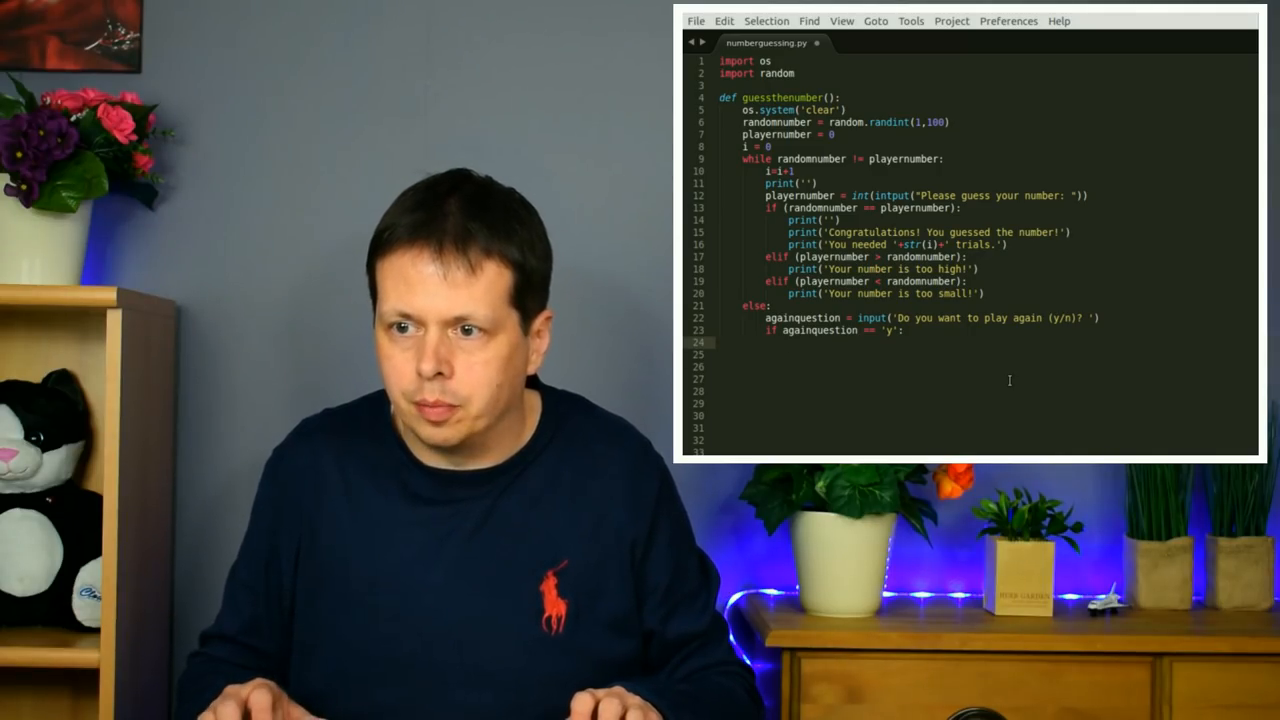 File Edit Selection Find View Goto Tools Project Preferences Help
numberguessing.py
1 import os
2 import random
3
4 def guessthenumber():
5 os.system('clear')
6 randomnumber = random.randint(1,100)
7 playernumber = 0
8 i = 0
9 while randomnumber != playernumber:
10 i=i+1
11 print('')
12 playernumber = int(intput("Please guess your number: "))
13 if (randomnumber == playernumber):
14 print('')
15 print('Congratulations! You guessed the number!')
16 print('You needed '+str(i)+' trials.')
17 elif (playernumber > randomnumber):
18 print('Your number is too high!')
19 elif (playernumber < randomnumber):
20 print('Your number is too small!')
21 else:
22 againquestion = input('Do you want to play again (y/n)? ')
23 if againquestion == 'y':
24
25
26
27
28
29
30
31
32
33
HERB GARDEN